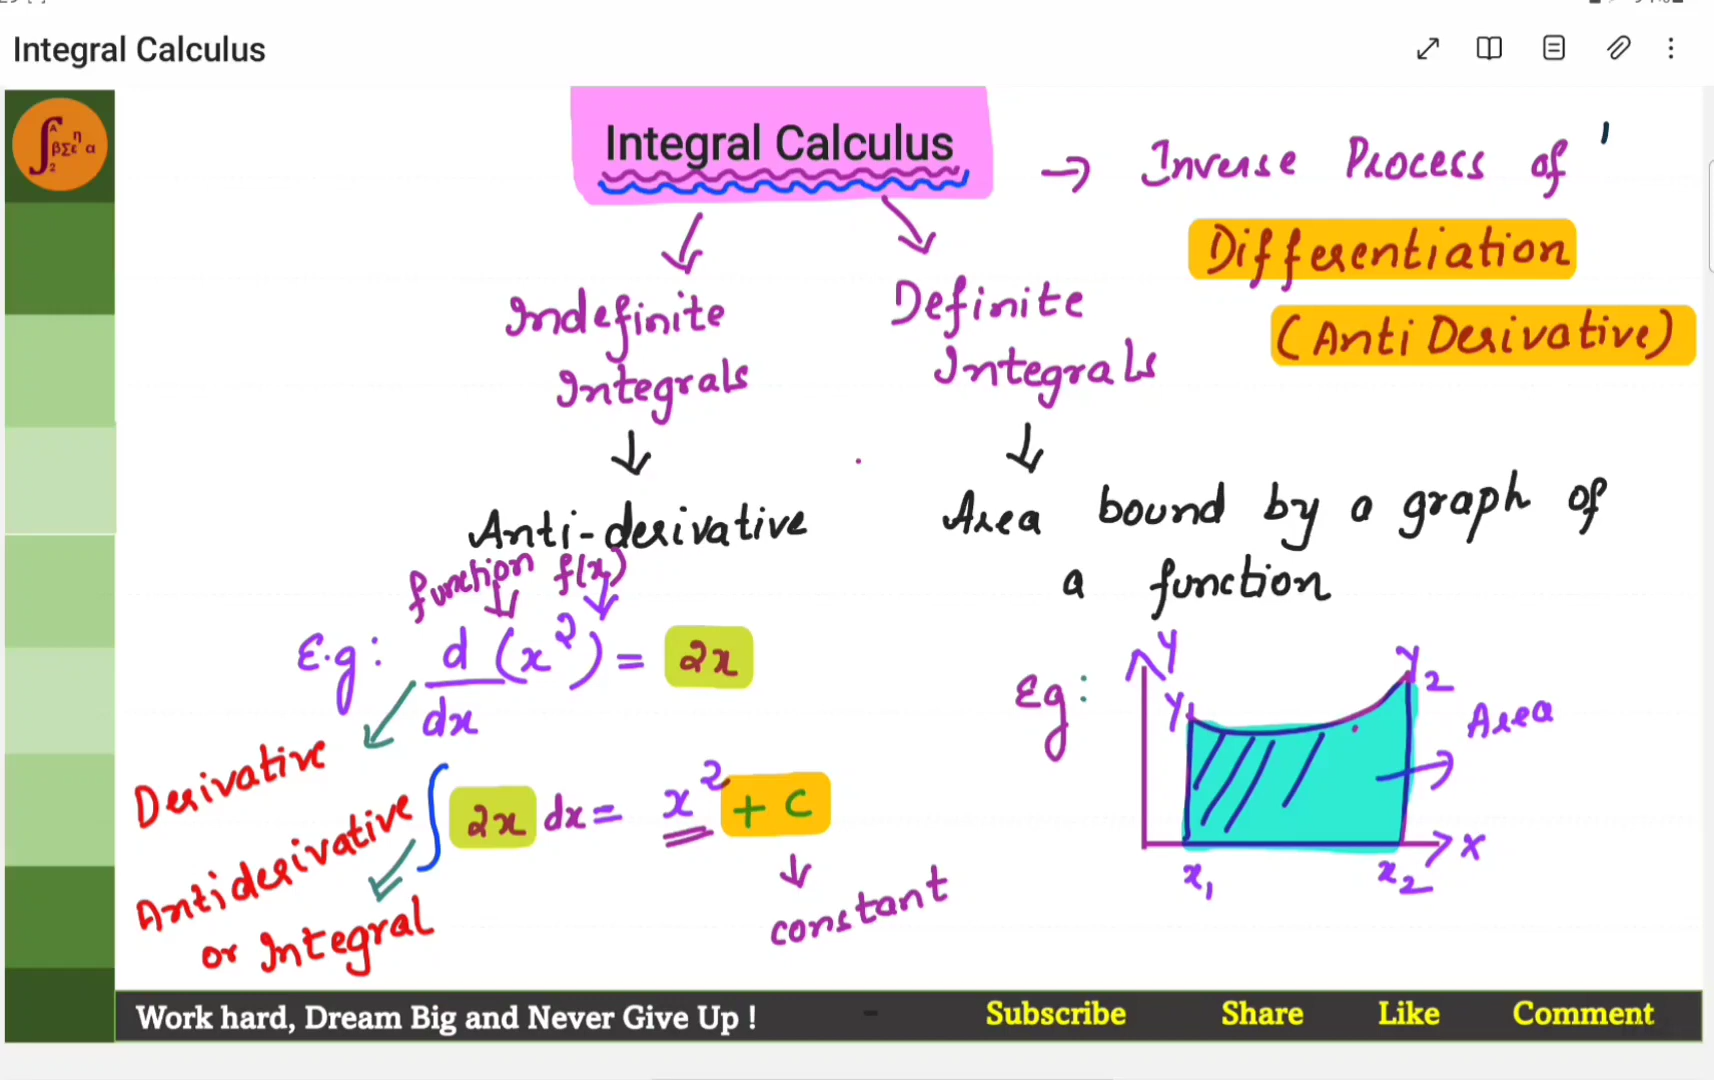 Integral Calculus
Integral Calculus → Inverse Process of
Differentiation
(Anti Derivative)
Indefinite
Integrals
Definite
Integrals
Anti-derivative
Area bound by a graph of
a function
function f(x)
E.g: d/dx (x²) = 2x
Derivative
∫ 2x dx = x² + C
constant
Antiderivative
or Integral
Eg:
Y
Y1
Y2
Area
X
x1
x2
Work hard, Dream Big and Never Give Up !
Subscribe Share Like Comment